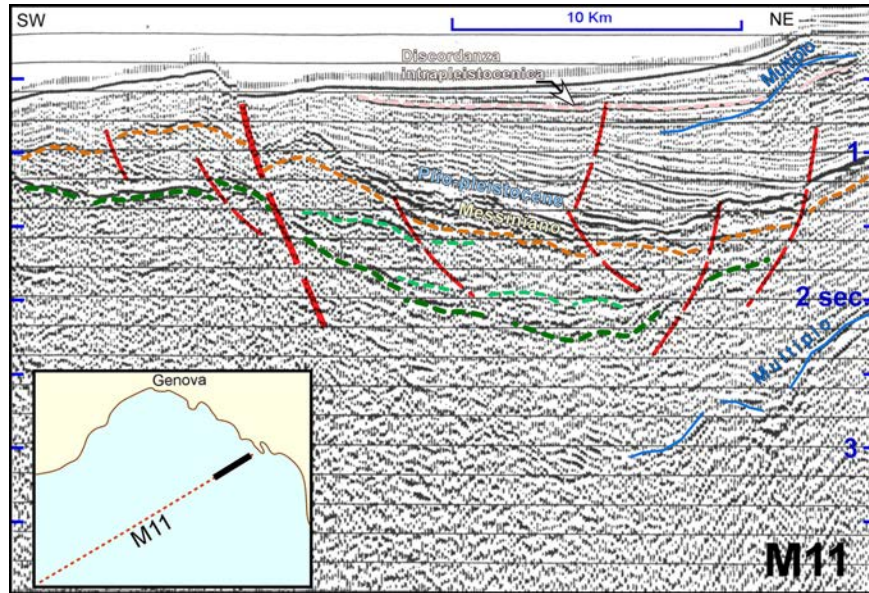 SW
10 Km
NE
Discordanza
intrapleistocenica
Multiplo
1
Plio-pleistocene
Messiniano
2 sec.
Multiplo
3
Genova
M11
M11